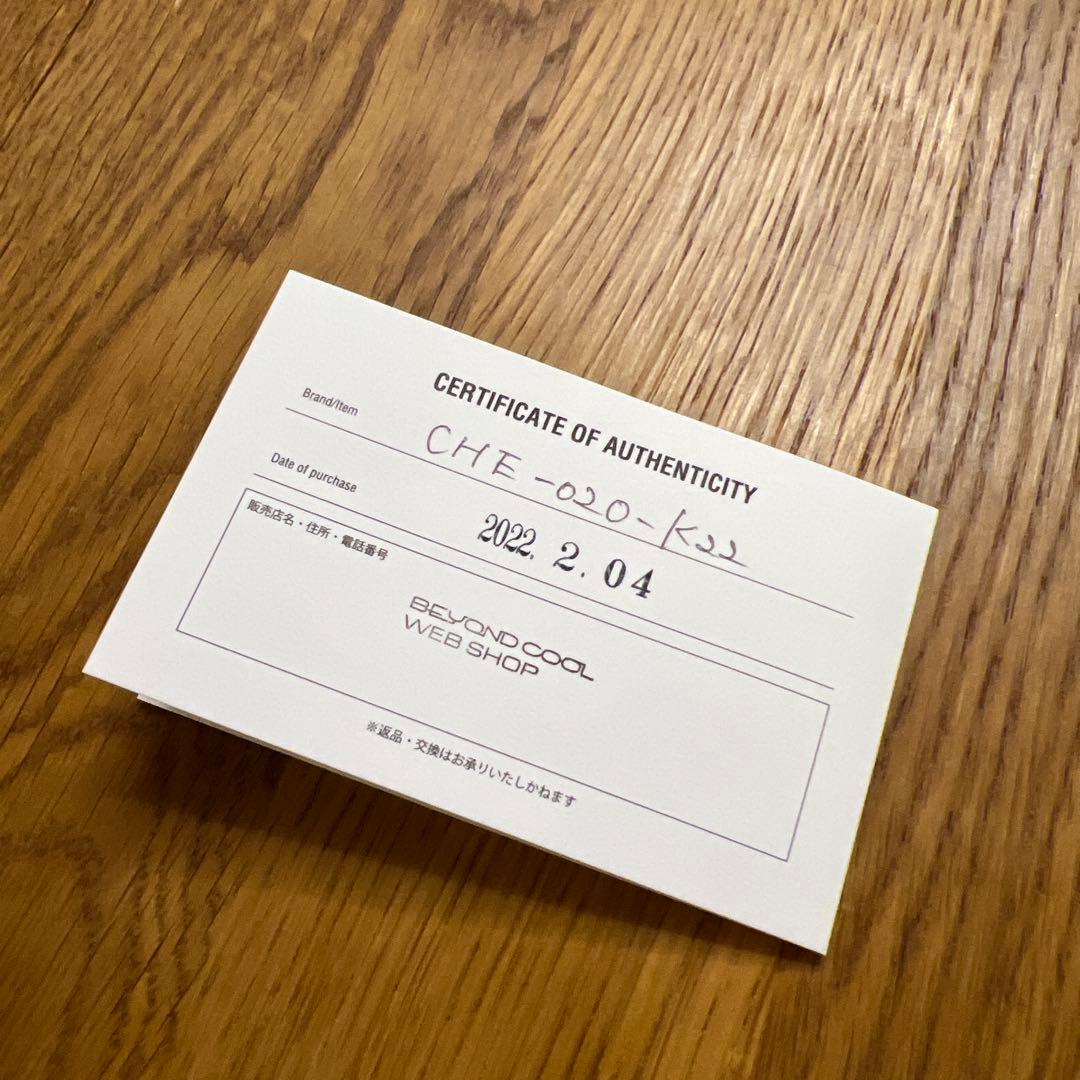 CERTIFICATE OF AUTHENTICITY
Brand/Item
CHE-020-K22
Date of purchase
2022. 2. 04
販売店名・住所・電話番号
BEYOND COOL
WEB SHOP
※返品・交換はお承りいたしかねます